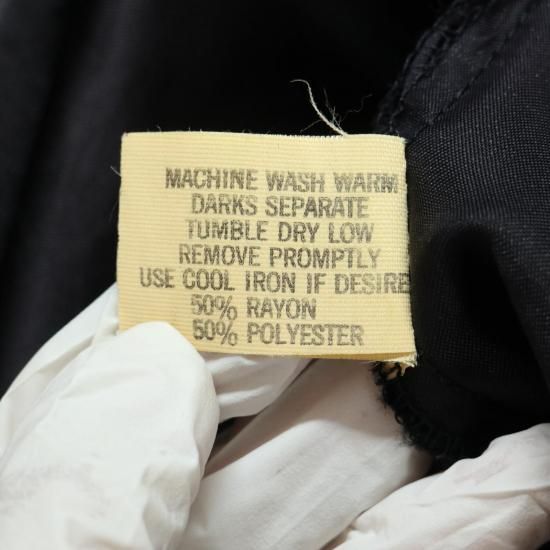 MACHINE WASH WARM
DARKS SEPARATE
TUMBLE DRY LOW
REMOVE PROMPTLY
USE COOL IRON IF DESIRE
50% RAYON
50% POLYESTER